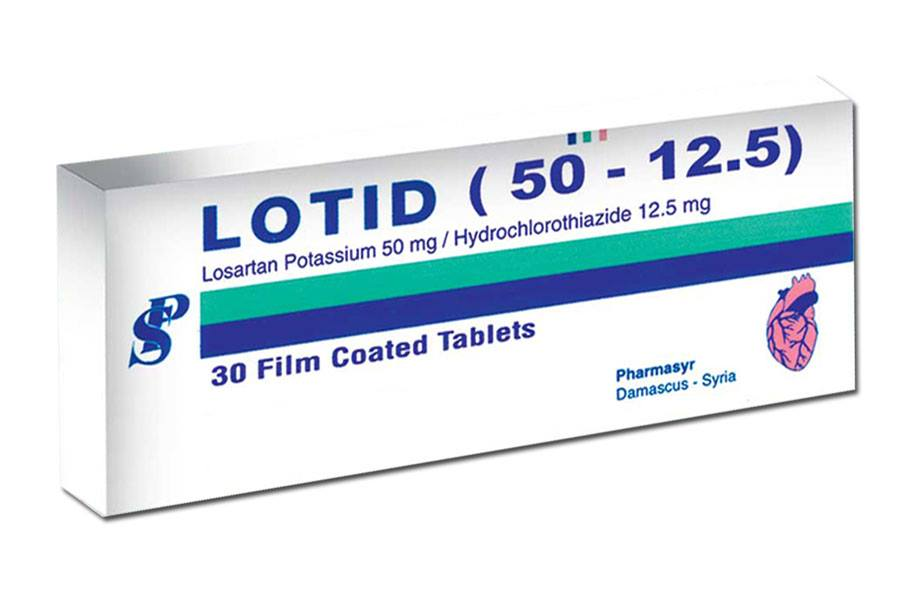 LOTID ( 50 - 12.5)
Losartan Potassium 50 mg / Hydrochlorothiazide 12.5 mg
SP
30 Film Coated Tablets
Pharmasyr
Damascus - Syria